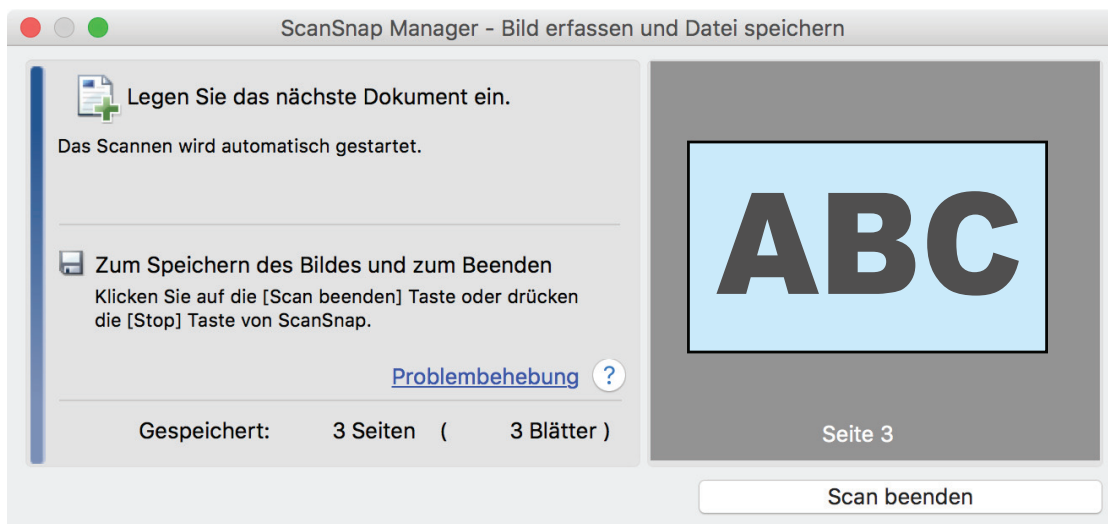 ScanSnap Manager - Bild erfassen und Datei speichern
Legen Sie das nächste Dokument ein.
Das Scannen wird automatisch gestartet.
Zum Speichern des Bildes und zum Beenden
Klicken Sie auf die [Scan beenden] Taste oder drücken
die [Stop] Taste von ScanSnap.
Problembehebung ?
Gespeichert: 3 Seiten ( 3 Blätter )
ABC
Seite 3
Scan beenden